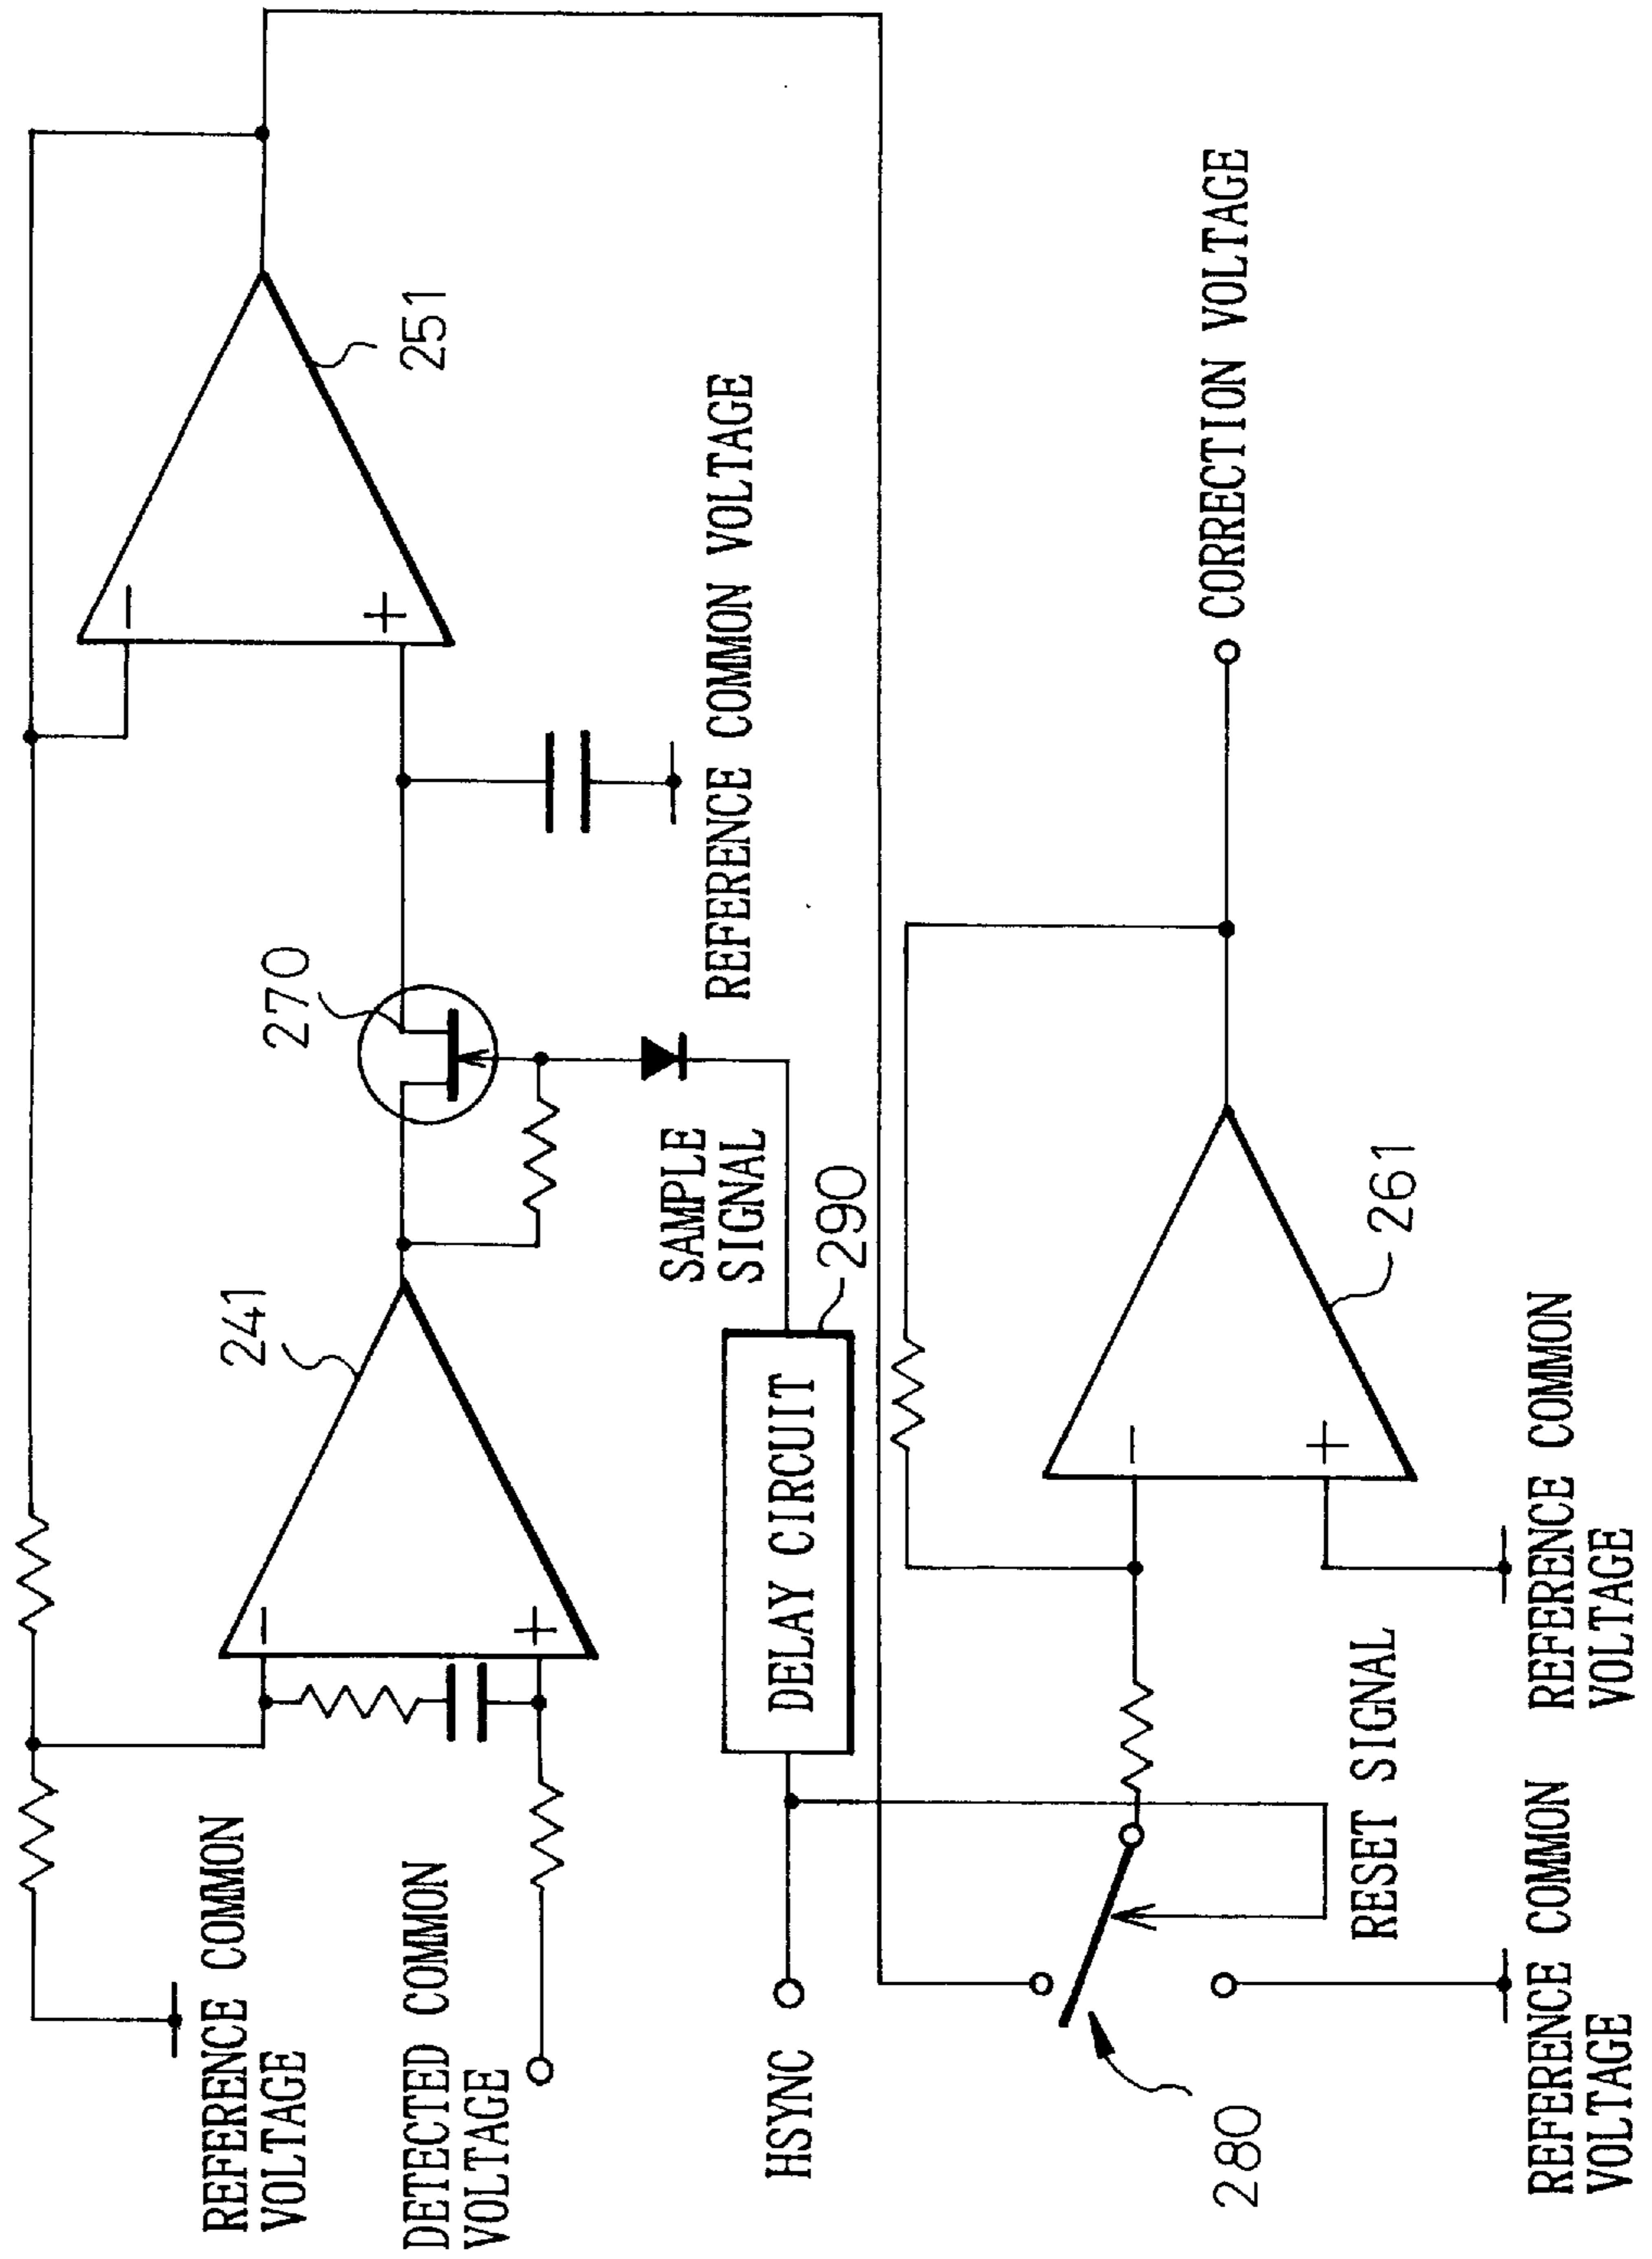 REFERENCE COMMON
VOLTAGE
DETECTED COMMON
VOLTAGE
241
270
251
REFERENCE COMMON VOLTAGE
SAMPLE
SIGNAL
HSYNC
DELAY CIRCUIT
290
280
RESET SIGNAL
261
CORRECTION VOLTAGE
REFERENCE COMMON
VOLTAGE
REFERENCE COMMON
VOLTAGE
-
+
-
+
-
+